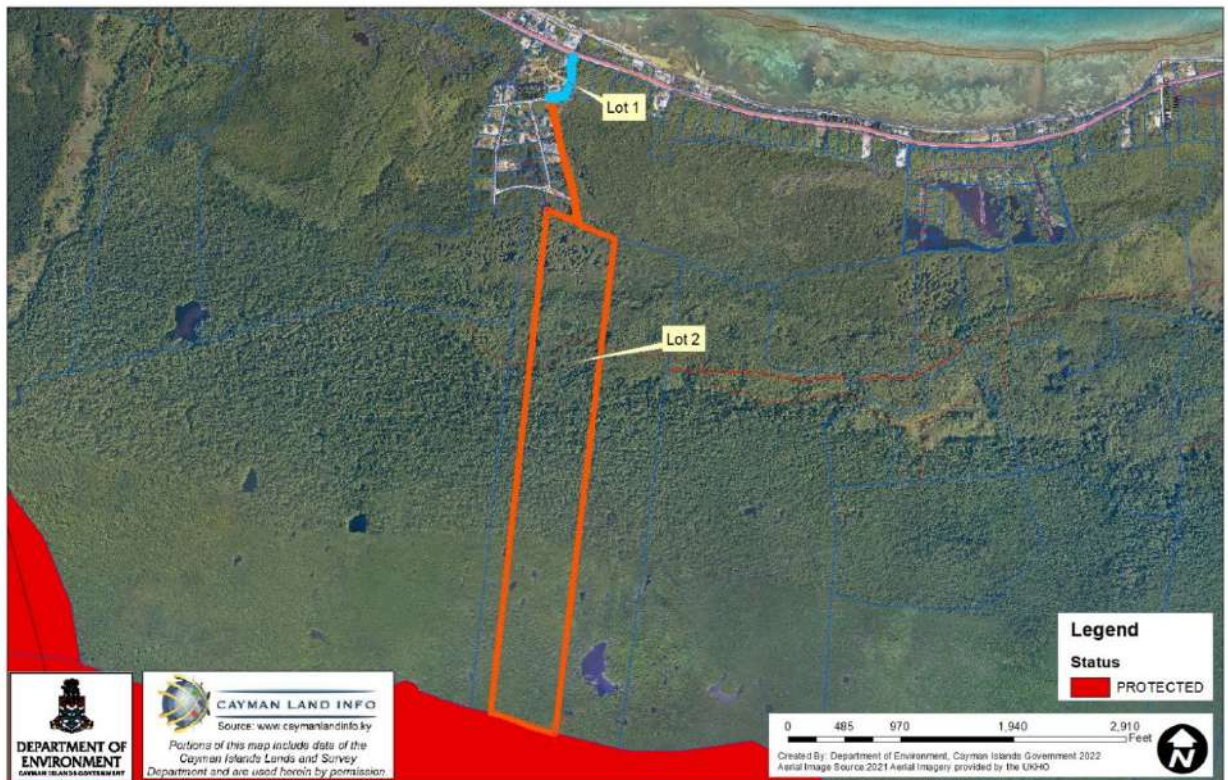 Lot 1
Lot 2
Legend
Status
PROTECTED
DEPARTMENT OF
ENVIRONMENT
CAYMAN ISLANDS GOVERNMENT
CAYMAN LAND INFO
Source: www.caymanlandinfo.ky
Portions of this map include data of the
Cayman Islands Lands and Survey
Department and are used herein by permission.
0 485 970 1,940 2,910
Feet
Created By: Department of Environment, Cayman Islands Government 2022
Aerial Image Source:2021 Aerial Imagery provided by the UKHO
N